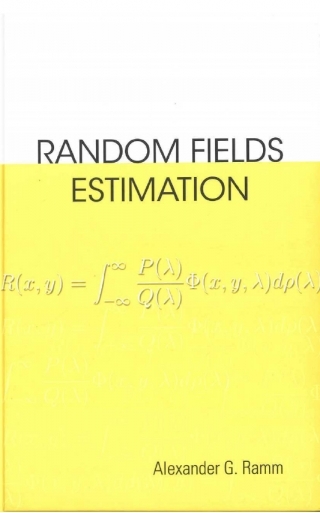 RANDOM FIELDS
ESTIMATION
R(x,y) = ∫_{-∞}^{∞} P(λ)/Q(λ) Φ(x,y,λ)dρ(λ)
Alexander G. Ramm